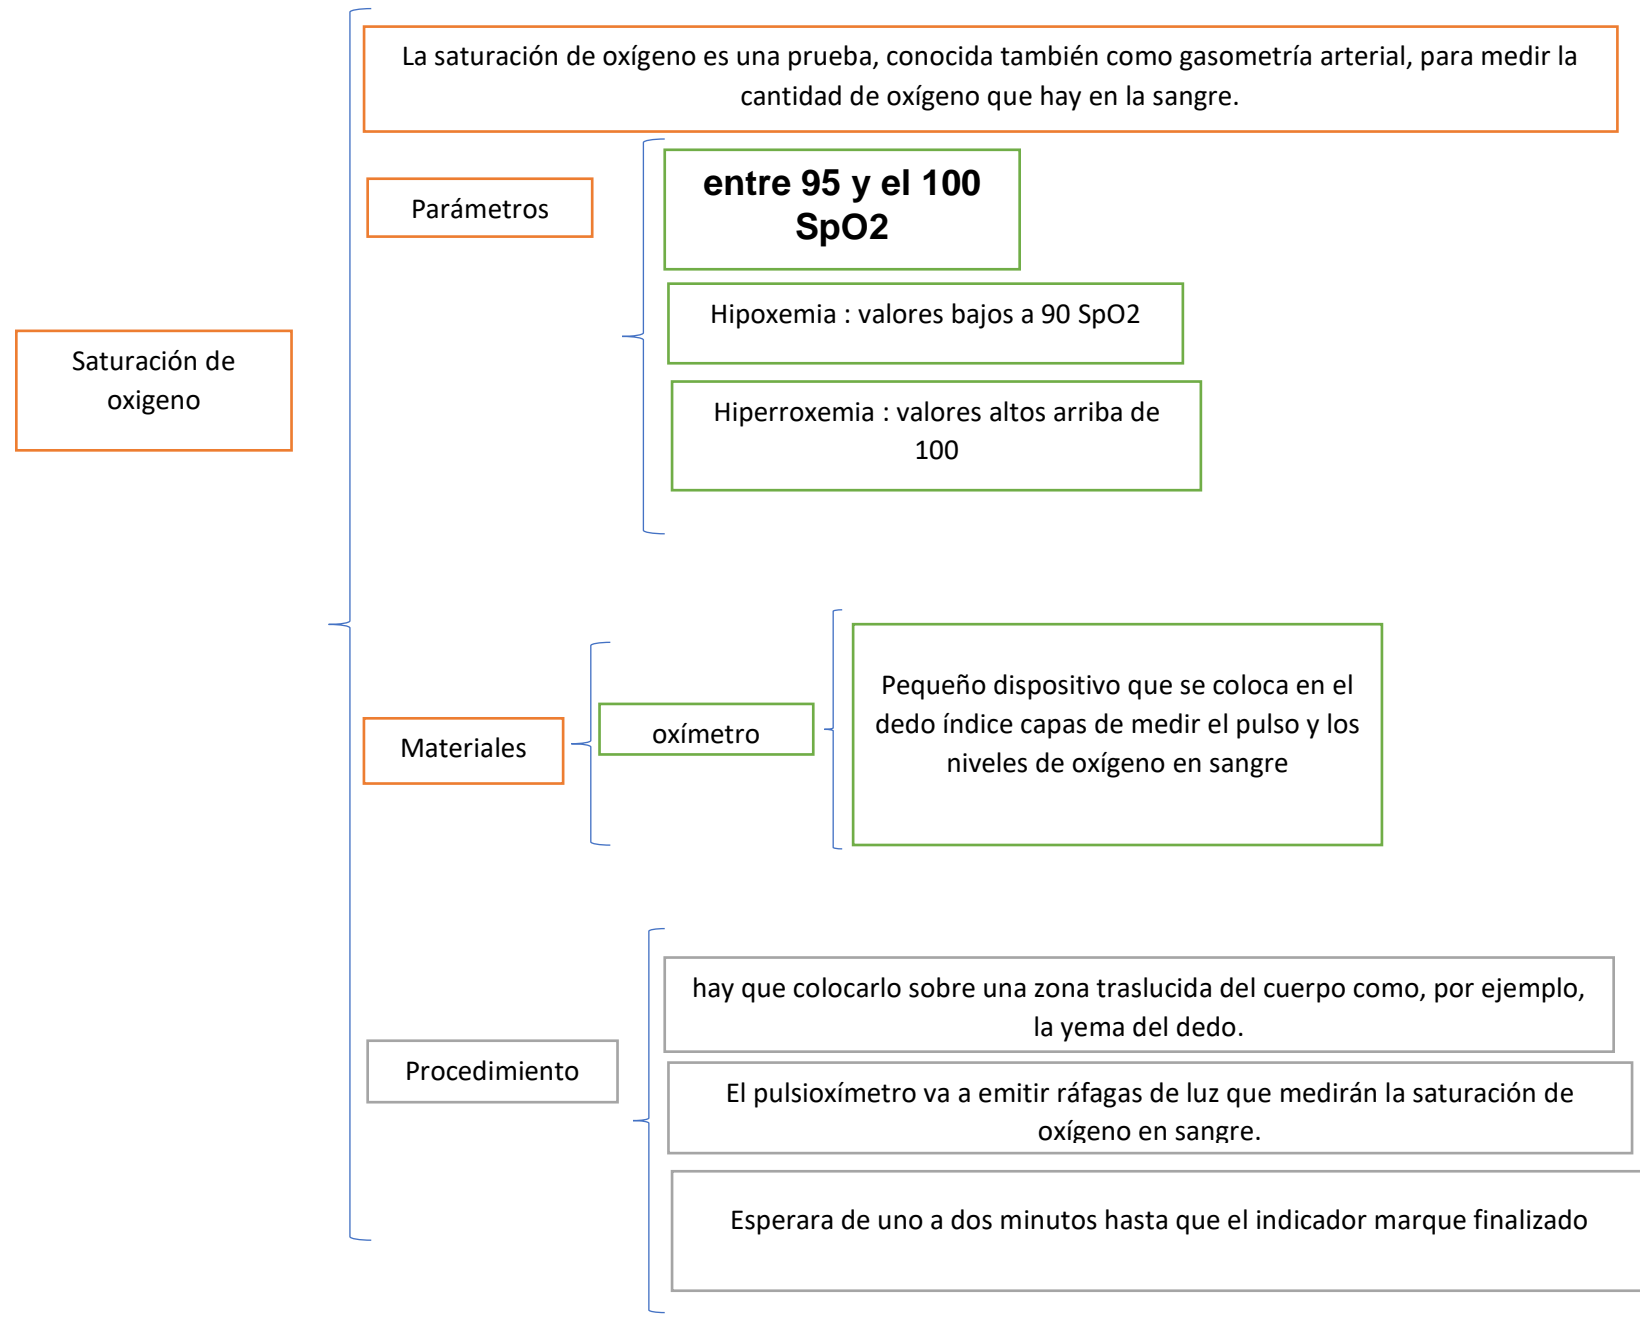 La saturación de oxígeno es una prueba, conocida también como gasometría arterial, para medir la
cantidad de oxígeno que hay en la sangre.
Parámetros
entre 95 y el 100
SpO2
Hipoxemia : valores bajos a 90 SpO2
Saturación de
oxigeno
Hiperroxemia : valores altos arriba de
100
Materiales
oxímetro
Pequeño dispositivo que se coloca en el
dedo índice capas de medir el pulso y los
niveles de oxígeno en sangre
Procedimiento
hay que colocarlo sobre una zona traslucida del cuerpo como, por ejemplo,
la yema del dedo.
El pulsioxímetro va a emitir ráfagas de luz que medirán la saturación de
oxígeno en sangre.
Esperara de uno a dos minutos hasta que el indicador marque finalizado